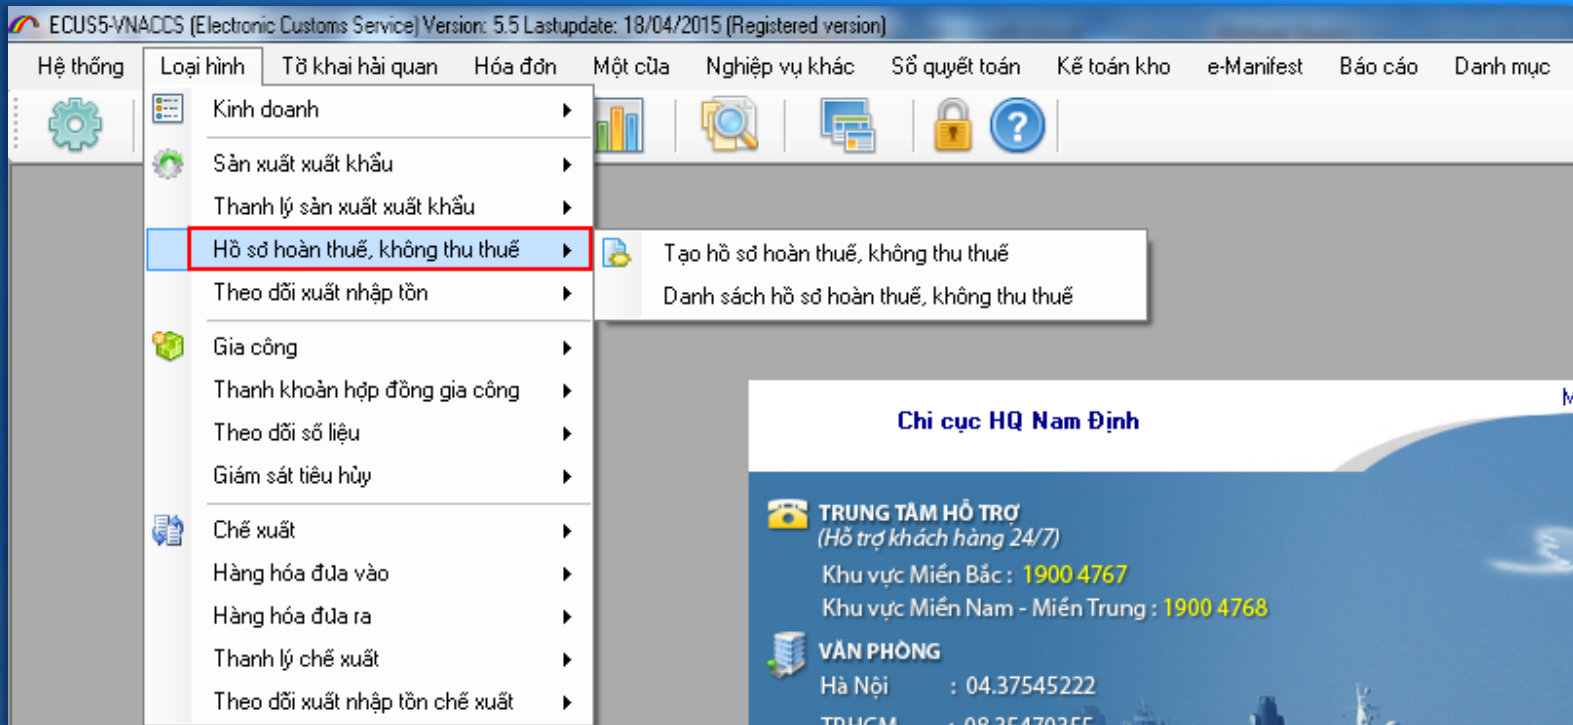 ECUS5-VNACCS (Electronic Customs Service) Version: 5.5 Lastupdate: 18/04/2015 (Registered version)
Hệ thống Loại hình Tờ khai hải quan Hóa đơn Một cửa Nghiệp vụ khác Sổ quyết toán Kế toán kho e-Manifest Báo cáo Danh mục
Kinh doanh
Sản xuất xuất khẩu
Thanh lý sản xuất xuất khẩu
Hồ sơ hoàn thuế, không thu thuế
Tạo hồ sơ hoàn thuế, không thu thuế
Danh sách hồ sơ hoàn thuế, không thu thuế
Theo dõi xuất nhập tồn
Gia công
Thanh khoản hợp đồng gia công
Theo dõi số liệu
Giám sát tiêu hủy
Chế xuất
Hàng hóa đưa vào
Hàng hóa đưa ra
Thanh lý chế xuất
Theo dõi xuất nhập tồn chế xuất
Chi cục HQ Nam Định
TRUNG TÂM HỖ TRỢ
(Hỗ trợ khách hàng 24/7)
Khu vực Miền Bắc : 1900 4767
Khu vực Miền Nam - Miền Trung : 1900 4768
VĂN PHÒNG
Hà Nội : 04.37545222
TP.HCM : 08.35470355